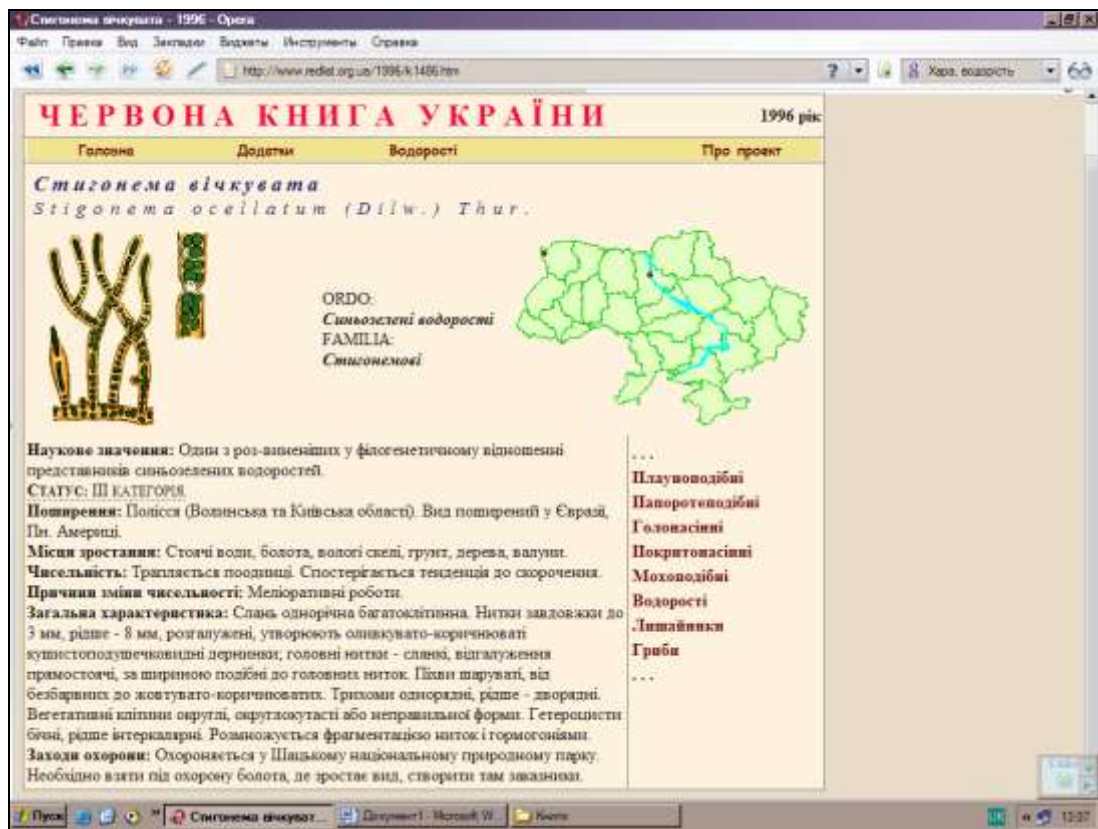 Стигонема вічкувата - 1996 - Opera
Файл Правка Вид Закладки Виджеты Инструменты Справка
http://www.redlist.org.ua/1996/k1486.htm
? Хара, водорість
ЧЕРВОНА КНИГА УКРАЇНИ
1996 рік
Головна Додатки Водорості Про проект
Стигонема вічкувата
Stigonema ocellatum (Dilw.) Thur.
ORDO:
Синьозелені водорості
FAMILIA:
Стигонемові
Наукове значення: Один з роз-виненіших у філогенетичному відношенні
представників синьозелених водоростей.
СТАТУС: III КАТЕГОРІЯ.
Поширення: Полісся (Волинська та Київська області). Вид поширений у Євразії,
Пн. Америці.
Місця зростання: Стоячі води, болота, вологі скелі, грунт, дерева, валуни.
Чисельність: Трапляється поодинці. Спостерігається тенденція до скорочення.
Причини зміни чисельності: Меліоративні роботи.
Загальна характеристика: Слань однорічна багатоклітинна. Нитки завдовжки до
3 мм, рідше - 8 мм, розгалужені, утворюють оливкувато-коричнюваті
кущистоподушечковидні дернинки; головні нитки - сланкі, відгалуження
прямостоячі, за шириною подібні до головних ниток. Піхви шаруваті, від
безбарвних до жовтувато-коричнюватих. Трихоми однорядні, рідше - дворядні.
Вегетативні клітини округлі, округлокутасті або неправильної форми. Гетероцисти
бічні, рідше інтеркалярні. Розмножується фрагментацією ниток і гормогоніями.
Заходи охорони: Охороняється у Шацькому національному природному парку.
Необхідно взяти під охорону болота, де зростає вид, створити там заказники.
. . .
Плауноподібні
Папоротеподібні
Голонасінні
Покритонасінні
Мохоподібні
Водорості
Лишайники
Гриби
. . .
Пуск » Стигонема вічкуват... Документ1 - Microsoft W... Книга UK « 13:37